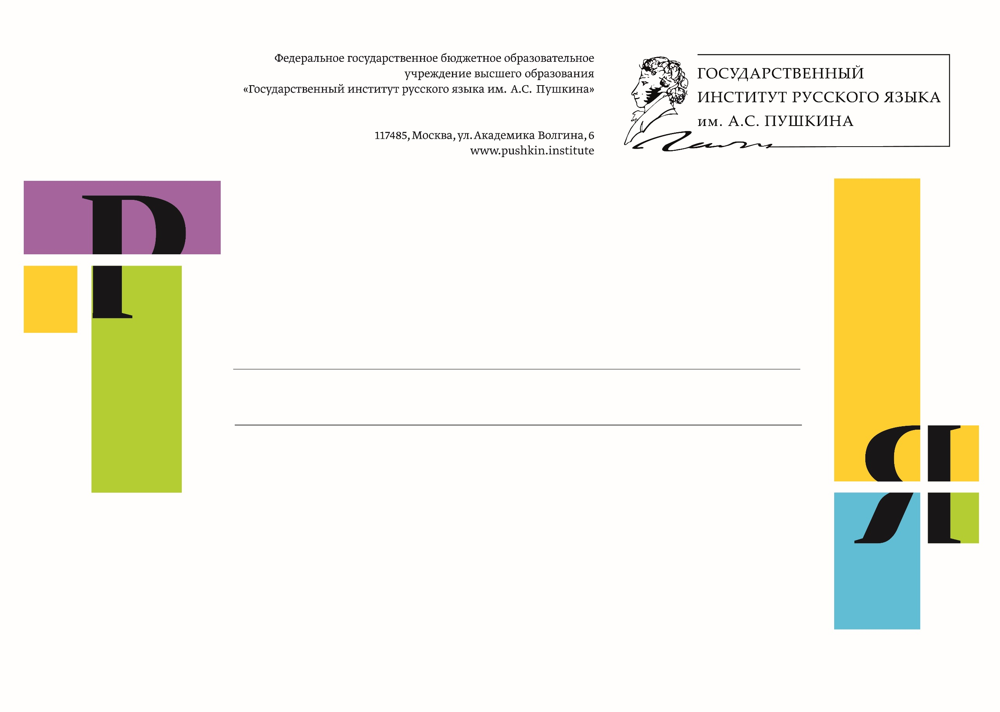 Федеральное государственное бюджетное образовательное
учреждение высшего образования
«Государственный институт русского языка им. А.С. Пушкина»
117485, Москва, ул. Академика Волгина, 6
www.pushkin.institute
ГОСУДАРСТВЕННЫЙ
ИНСТИТУТ РУССКОГО ЯЗЫКА
им. А.С. ПУШКИНА
Р
Я